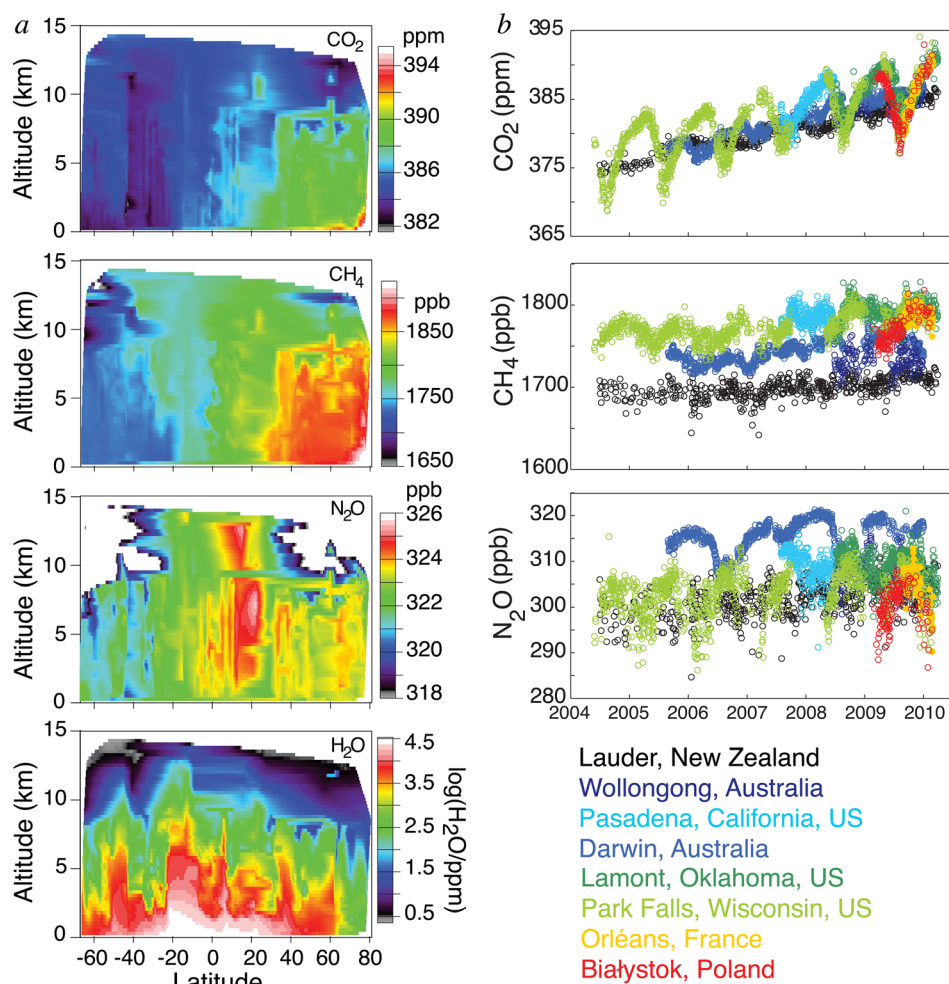 a
b
15
10
5
0
Altitude (km)
CO2
ppm
394
390
386
382
15
10
5
0
Altitude (km)
CH4
ppb
1850
1750
1650
15
10
5
0
Altitude (km)
N2O
ppb
326
324
322
320
318
15
10
5
0
Altitude (km)
H2O
4.5
3.5
2.5
1.5
0.5
log(H2O/ppm)
-60 -40 -20 0 20 40 60 80
Latitude
395
385
375
365
CO2 (ppm)
1800
1700
1600
CH4 (ppb)
320
310
300
290
280
N2O (ppb)
2004 2005 2006 2007 2008 2009 2010
Lauder, New Zealand
Wollongong, Australia
Pasadena, California, US
Darwin, Australia
Lamont, Oklahoma, US
Park Falls, Wisconsin, US
Orléans, France
Białystok, Poland